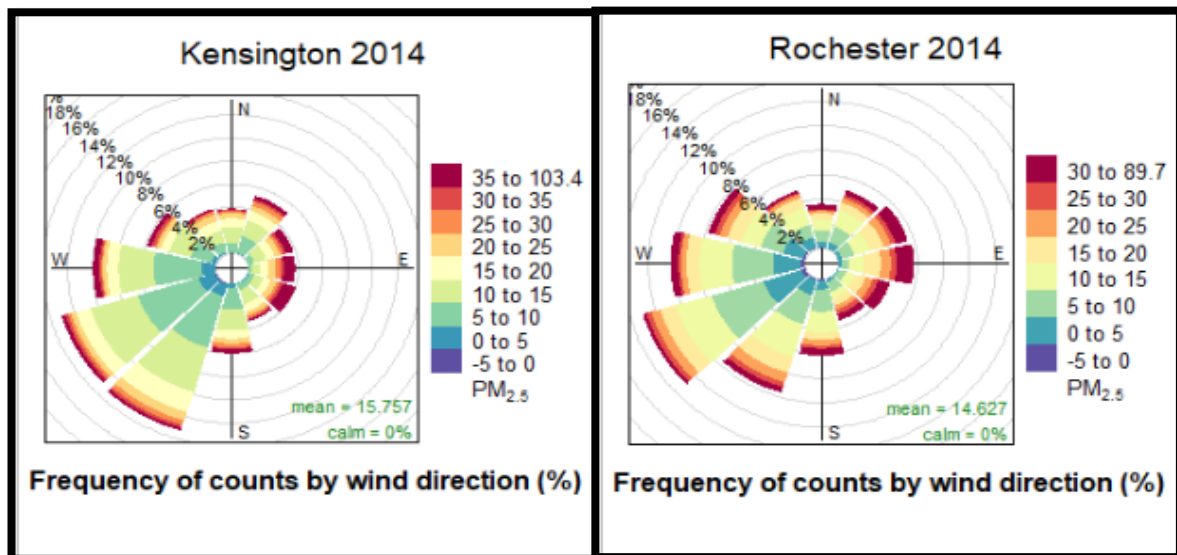 Kensington 2014
N
18%
16%
14%
12%
10%
8%
6%
4%
2%
W
E
S
mean = 15.757
calm = 0%
35 to 103.4
30 to 35
25 to 30
20 to 25
15 to 20
10 to 15
5 to 10
0 to 5
-5 to 0
PM2.5
Frequency of counts by wind direction (%)
Rochester 2014
N
18%
16%
14%
12%
10%
8%
6%
4%
2%
W
E
S
mean = 14.627
calm = 0%
30 to 89.7
25 to 30
20 to 25
15 to 20
10 to 15
5 to 10
0 to 5
-5 to 0
PM2.5
Frequency of counts by wind direction (%)